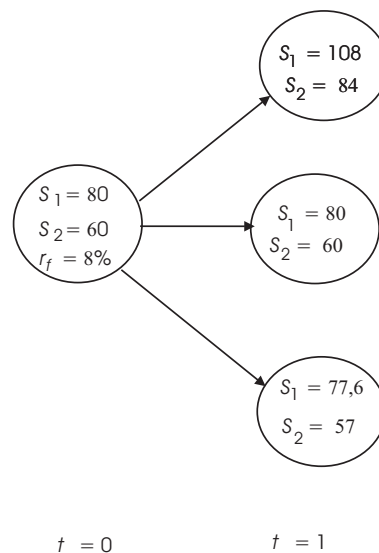 S₁ = 108
S₂ = 84
S₁ = 80
S₂ = 60
r_f = 8%
S₁ = 80
S₂ = 60
S₁ = 77,6
S₂ = 57
t = 0
t = 1